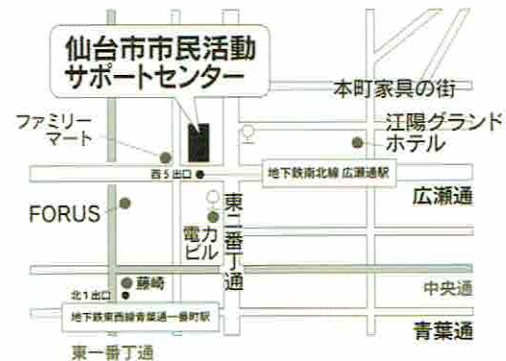 仙台市市民活動
サポートセンター
本町家具の街
ファミリー
マート
江陽グランド
ホテル
西5出口
地下鉄南北線 広瀬通駅
広瀬通
FORUS
電力
ビル
東二番丁通
藤崎
北1出口
中央通
地下鉄東西線青葉通一番町駅
青葉通
東一番丁通